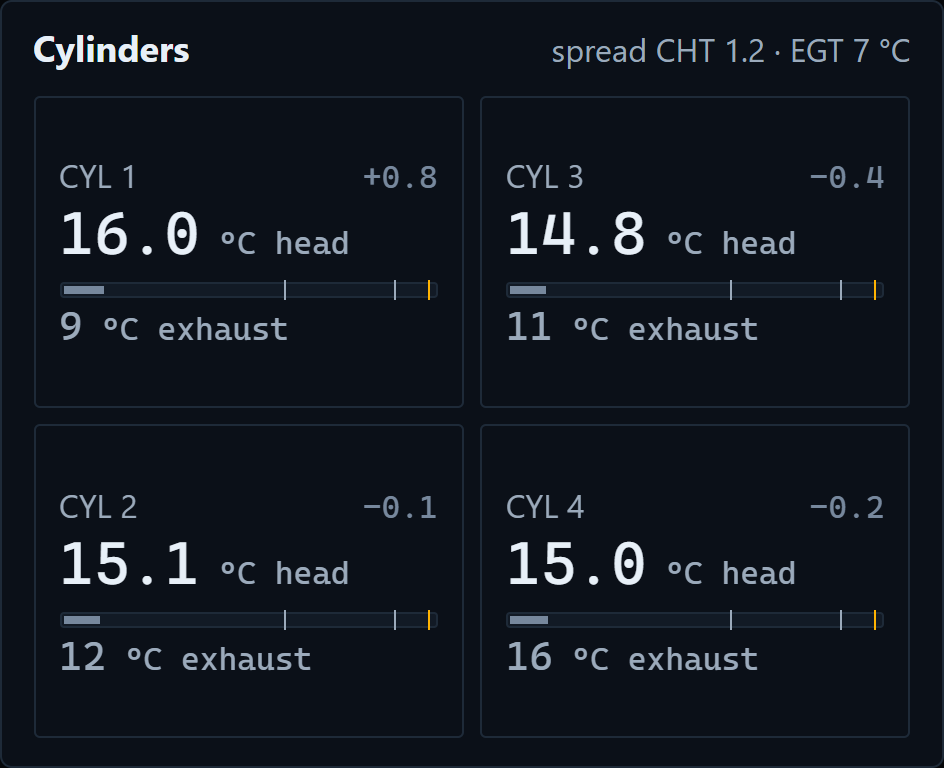 Cylinders
spread CHT 1.2 · EGT 7 °C
CYL 1
+0.8
16.0 °C head
9 °C exhaust
CYL 3
−0.4
14.8 °C head
11 °C exhaust
CYL 2
−0.1
15.1 °C head
12 °C exhaust
CYL 4
−0.2
15.0 °C head
16 °C exhaust